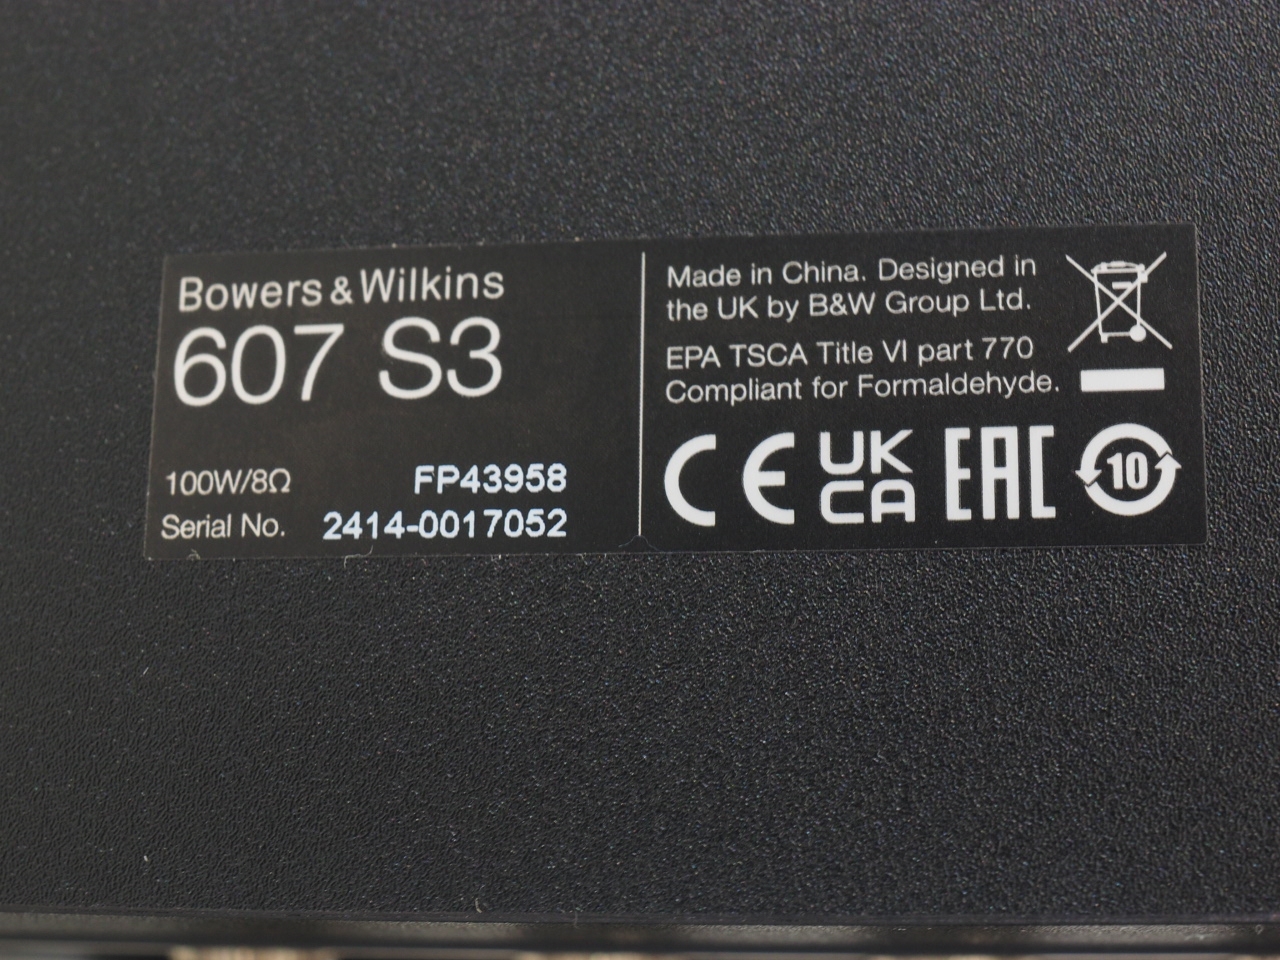 Bowers & Wilkins
607 S3
100W/8Ω FP43958
Serial No. 2414-0017052
Made in China. Designed in
the UK by B&W Group Ltd.
EPA TSCA Title VI part 770
Compliant for Formaldehyde.
CE UK
CA EAC 10